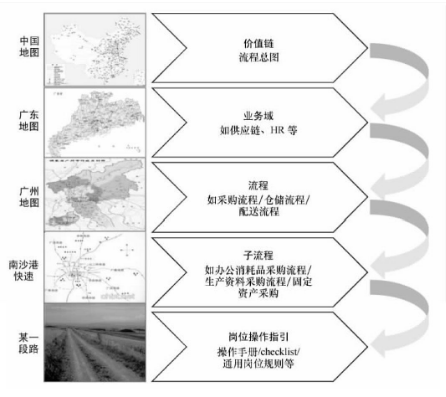 中国
地图
价值链
流程总图
广东
地图
业务域
如供应链、HR 等
广州
地图
流程
如采购流程/仓储流程/
配送流程
南沙港
快速
子流程
如办公消耗品采购流程/
生产资料采购流程/固定
资产采购
某一
段路
岗位操作指引
操作手册/checklist/
通用岗位规则等